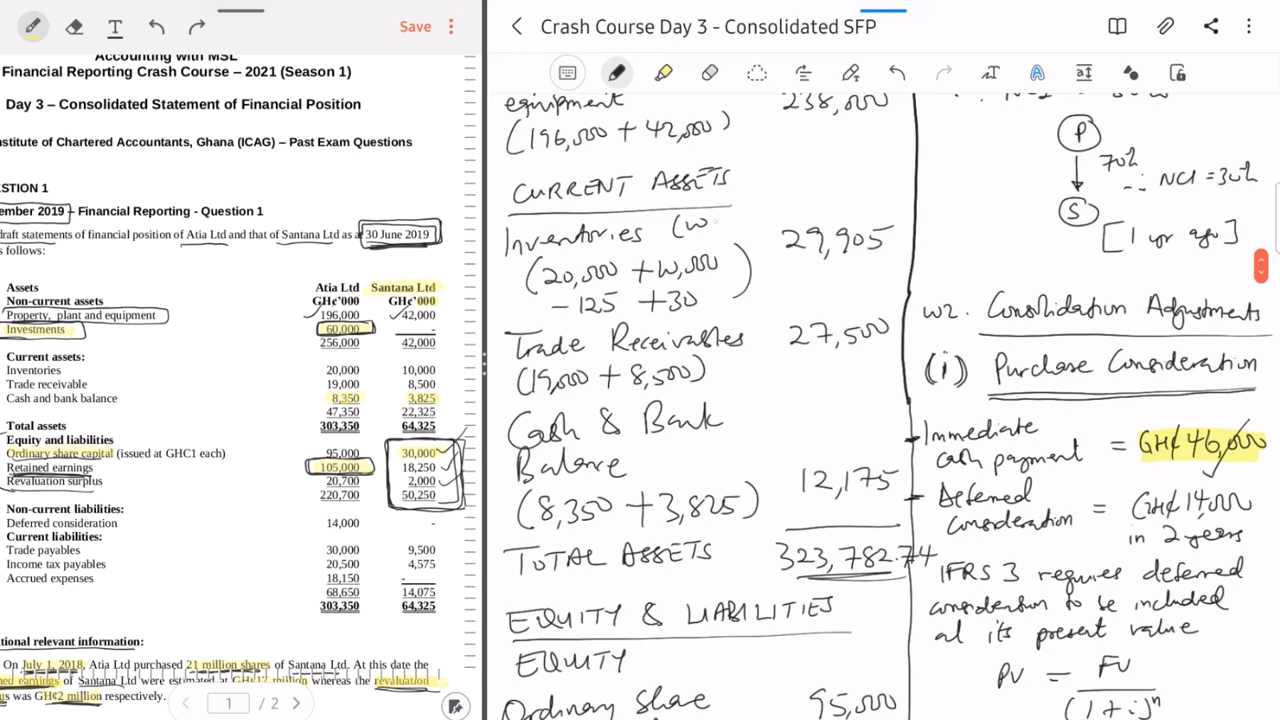 Save
Accounting with MSL
Financial Reporting Crash Course – 2021 (Season 1)
Day 3 – Consolidated Statement of Financial Position
nstitute of Chartered Accountants, Ghana (ICAG) – Past Exam Questions
ESTION 1
ember 2019 – Financial Reporting - Question 1
draft statements of financial position of Atia Ltd and that of Santana Ltd as a 30 June 2019
s follows:
Assets Atia Ltd Santana Ltd
Non-current assets GH¢'000 GH¢'000
Property, plant and equipment 196,000 42,000
Investments 60,000 -
256,000 42,000
Current assets:
Inventories 20,000 10,000
Trade receivable 19,000 8,500
Cash and bank balance 8,350 3,825
47,350 22,325
Total assets 303,350 64,325
Equity and liabilities
Ordinary share capital (issued at GHC1 each) 95,000 30,000
Retained earnings 105,000 18,250
Revaluation surplus 20,700 2,000
220,700 50,250
Non-current liabilities:
Deferred consideration 14,000 -
Current liabilities:
Trade payables 30,000 9,500
Income tax payables 20,500 4,575
Accrued expenses 18,150 -
68,650 14,075
303,350 64,325
tional relevant information:
On July 1, 2018, Atia Ltd purchased 21 million shares of Santana Ltd. At this date the
ned earnings of Santana Ltd were estimated at GH¢12 million whereas the revaluation
us was GH¢2 million respectively.
1 / 2
Crash Course Day 3 - Consolidated SFP
equipment 238,000
(196,000 + 42,000)
CURRENT ASSETS
Inventories (w 29,905
(20,000 + 10,000
- 125 + 30)
Trade Receivables 27,500
(19,000 + 8,500)
Cash & Bank
Balance 12,175
(8,350 + 3,825)
TOTAL ASSETS 323,782.74
EQUITY & LIABILITIES
EQUITY
Ordinary Share 95,000
P
70%
∴ NCI = 30%
S
[1 yr ago]
W2. Consolidation Adjustments
(i) Purchase Consideration
- Immediate
cash payment = GH¢46,000
- Deferred
consideration = GH¢14,000
in 2 years
IFRS 3 requires deferred
consideration to be included
at its present value
PV = FV
(1+i)ⁿ